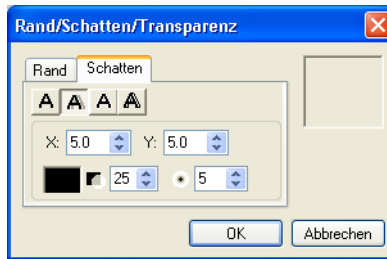 Rand/Schatten/Transparenz
Rand Schatten
A A A A
X: 5.0 Y: 5.0
25 5
OK Abbrechen